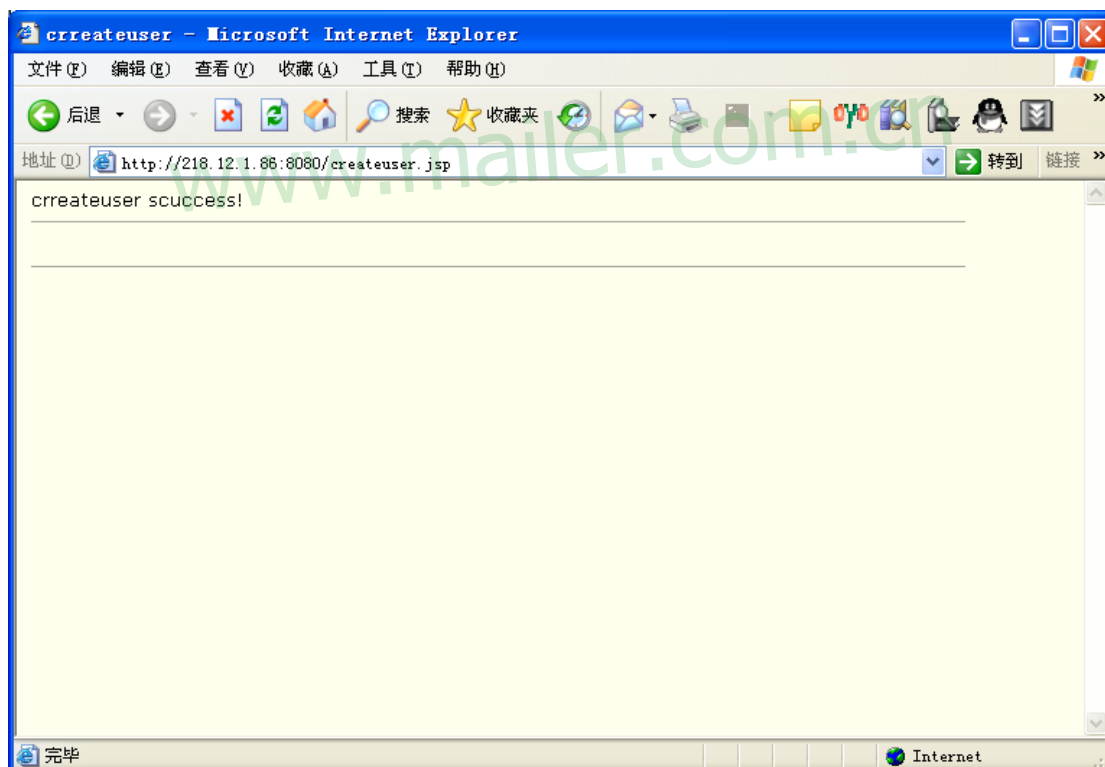 crreateuser - Microsoft Internet Explorer
文件(F) 编辑(E) 查看(V) 收藏(A) 工具(T) 帮助(H)
后退 搜索 收藏夹 »
地址(D) http://218.12.1.86:8080/createuser.jsp 转到 链接 »
www.mailer.com.cn
crreateuser scuccess!
完毕 Internet